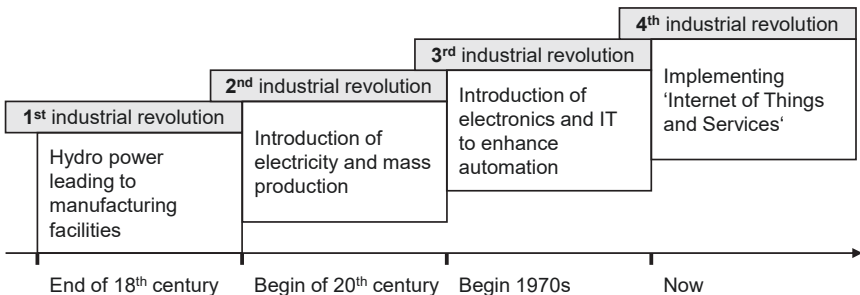 1st industrial revolution
Hydro power
leading to
manufacturing
facilities
2nd industrial revolution
Introduction of
electricity and mass
production
3rd industrial revolution
Introduction of
electronics and IT
to enhance
automation
4th industrial revolution
Implementing
‘Internet of Things
and Services‘
End of 18th century
Begin of 20th century
Begin 1970s
Now